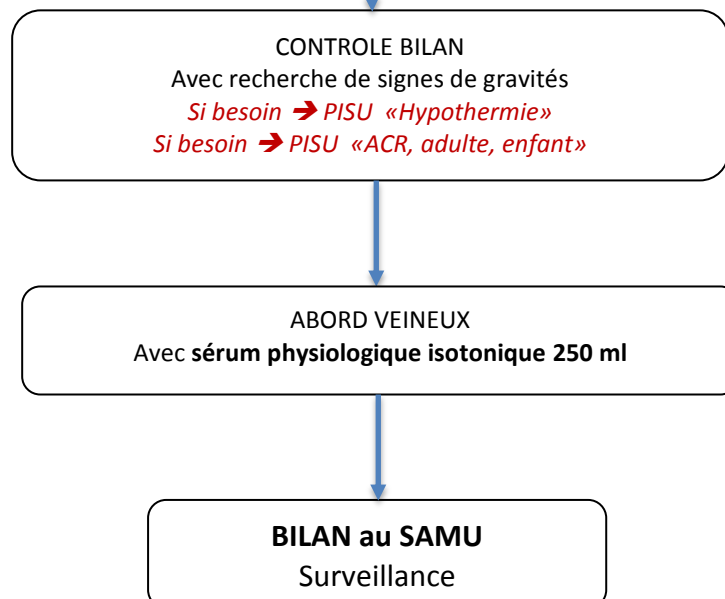 CONTROLE BILAN
Avec recherche de signes de gravités
Si besoin ➔ PISU «Hypothermie»
Si besoin ➔ PISU «ACR, adulte, enfant»
ABORD VEINEUX
Avec sérum physiologique isotonique 250 ml
BILAN au SAMU
Surveillance